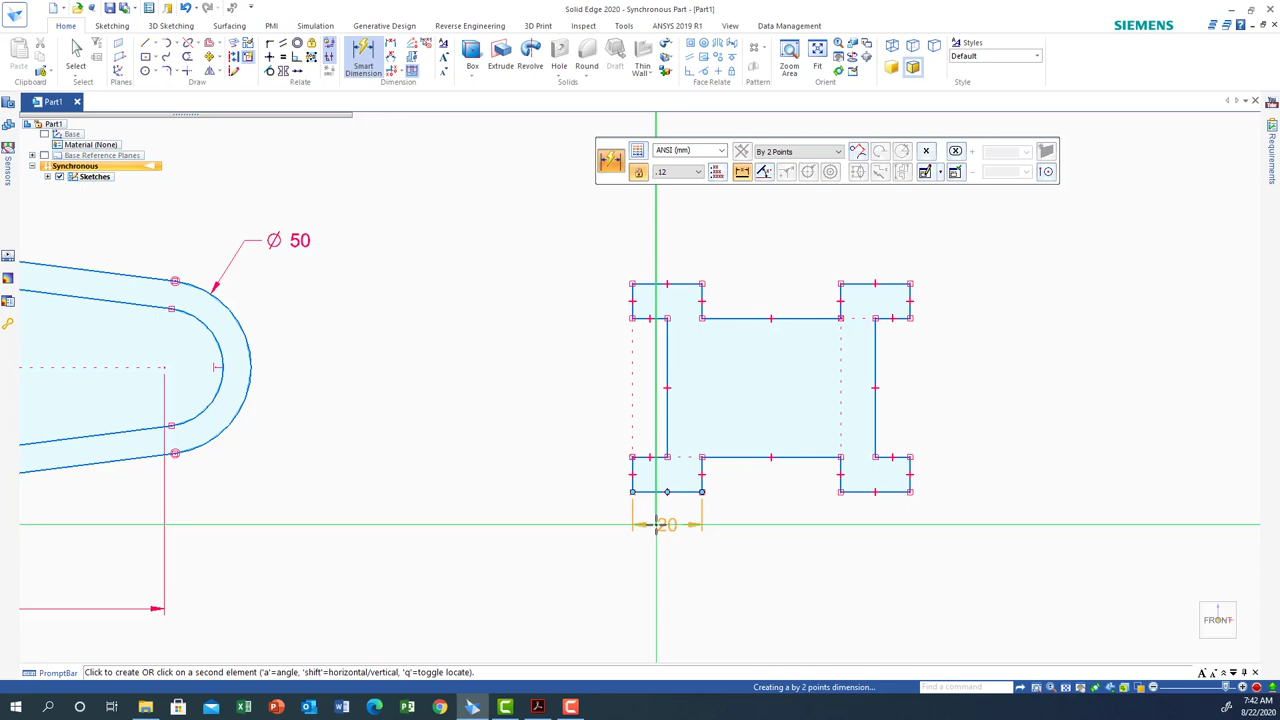 Solid Edge 2020 - Synchronous Part - [Part1]
Home Sketching 3D Sketching Surfacing PMI Simulation Generative Design Reverse Engineering 3D Print Inspect Tools ANSYS 2019 R1 View Data Management
SIEMENS
Paste
Select
Smart Dimension
Box
Extrude
Revolve
Hole
Round
Draft
Thin Wall
Zoom Area
Fit
Styles
Default
Clipboard Select Draw Relate Dimension Solids Face Relate Pattern Orient Style
Part1
Part1
Base
Material (None)
Base Reference Planes
Synchronous
Sketches
Sensors
Requirements
ANSI (mm)
By 2 Points
.12
Ø 50
20
FRONT
PromptBar Click to create OR click on a second element ('a'=angle, 'shift'=horizontal/vertical, 'q'=toggle locate).
Creating a by 2 points dimension...
Find a command
7:42 AM
8/22/2020